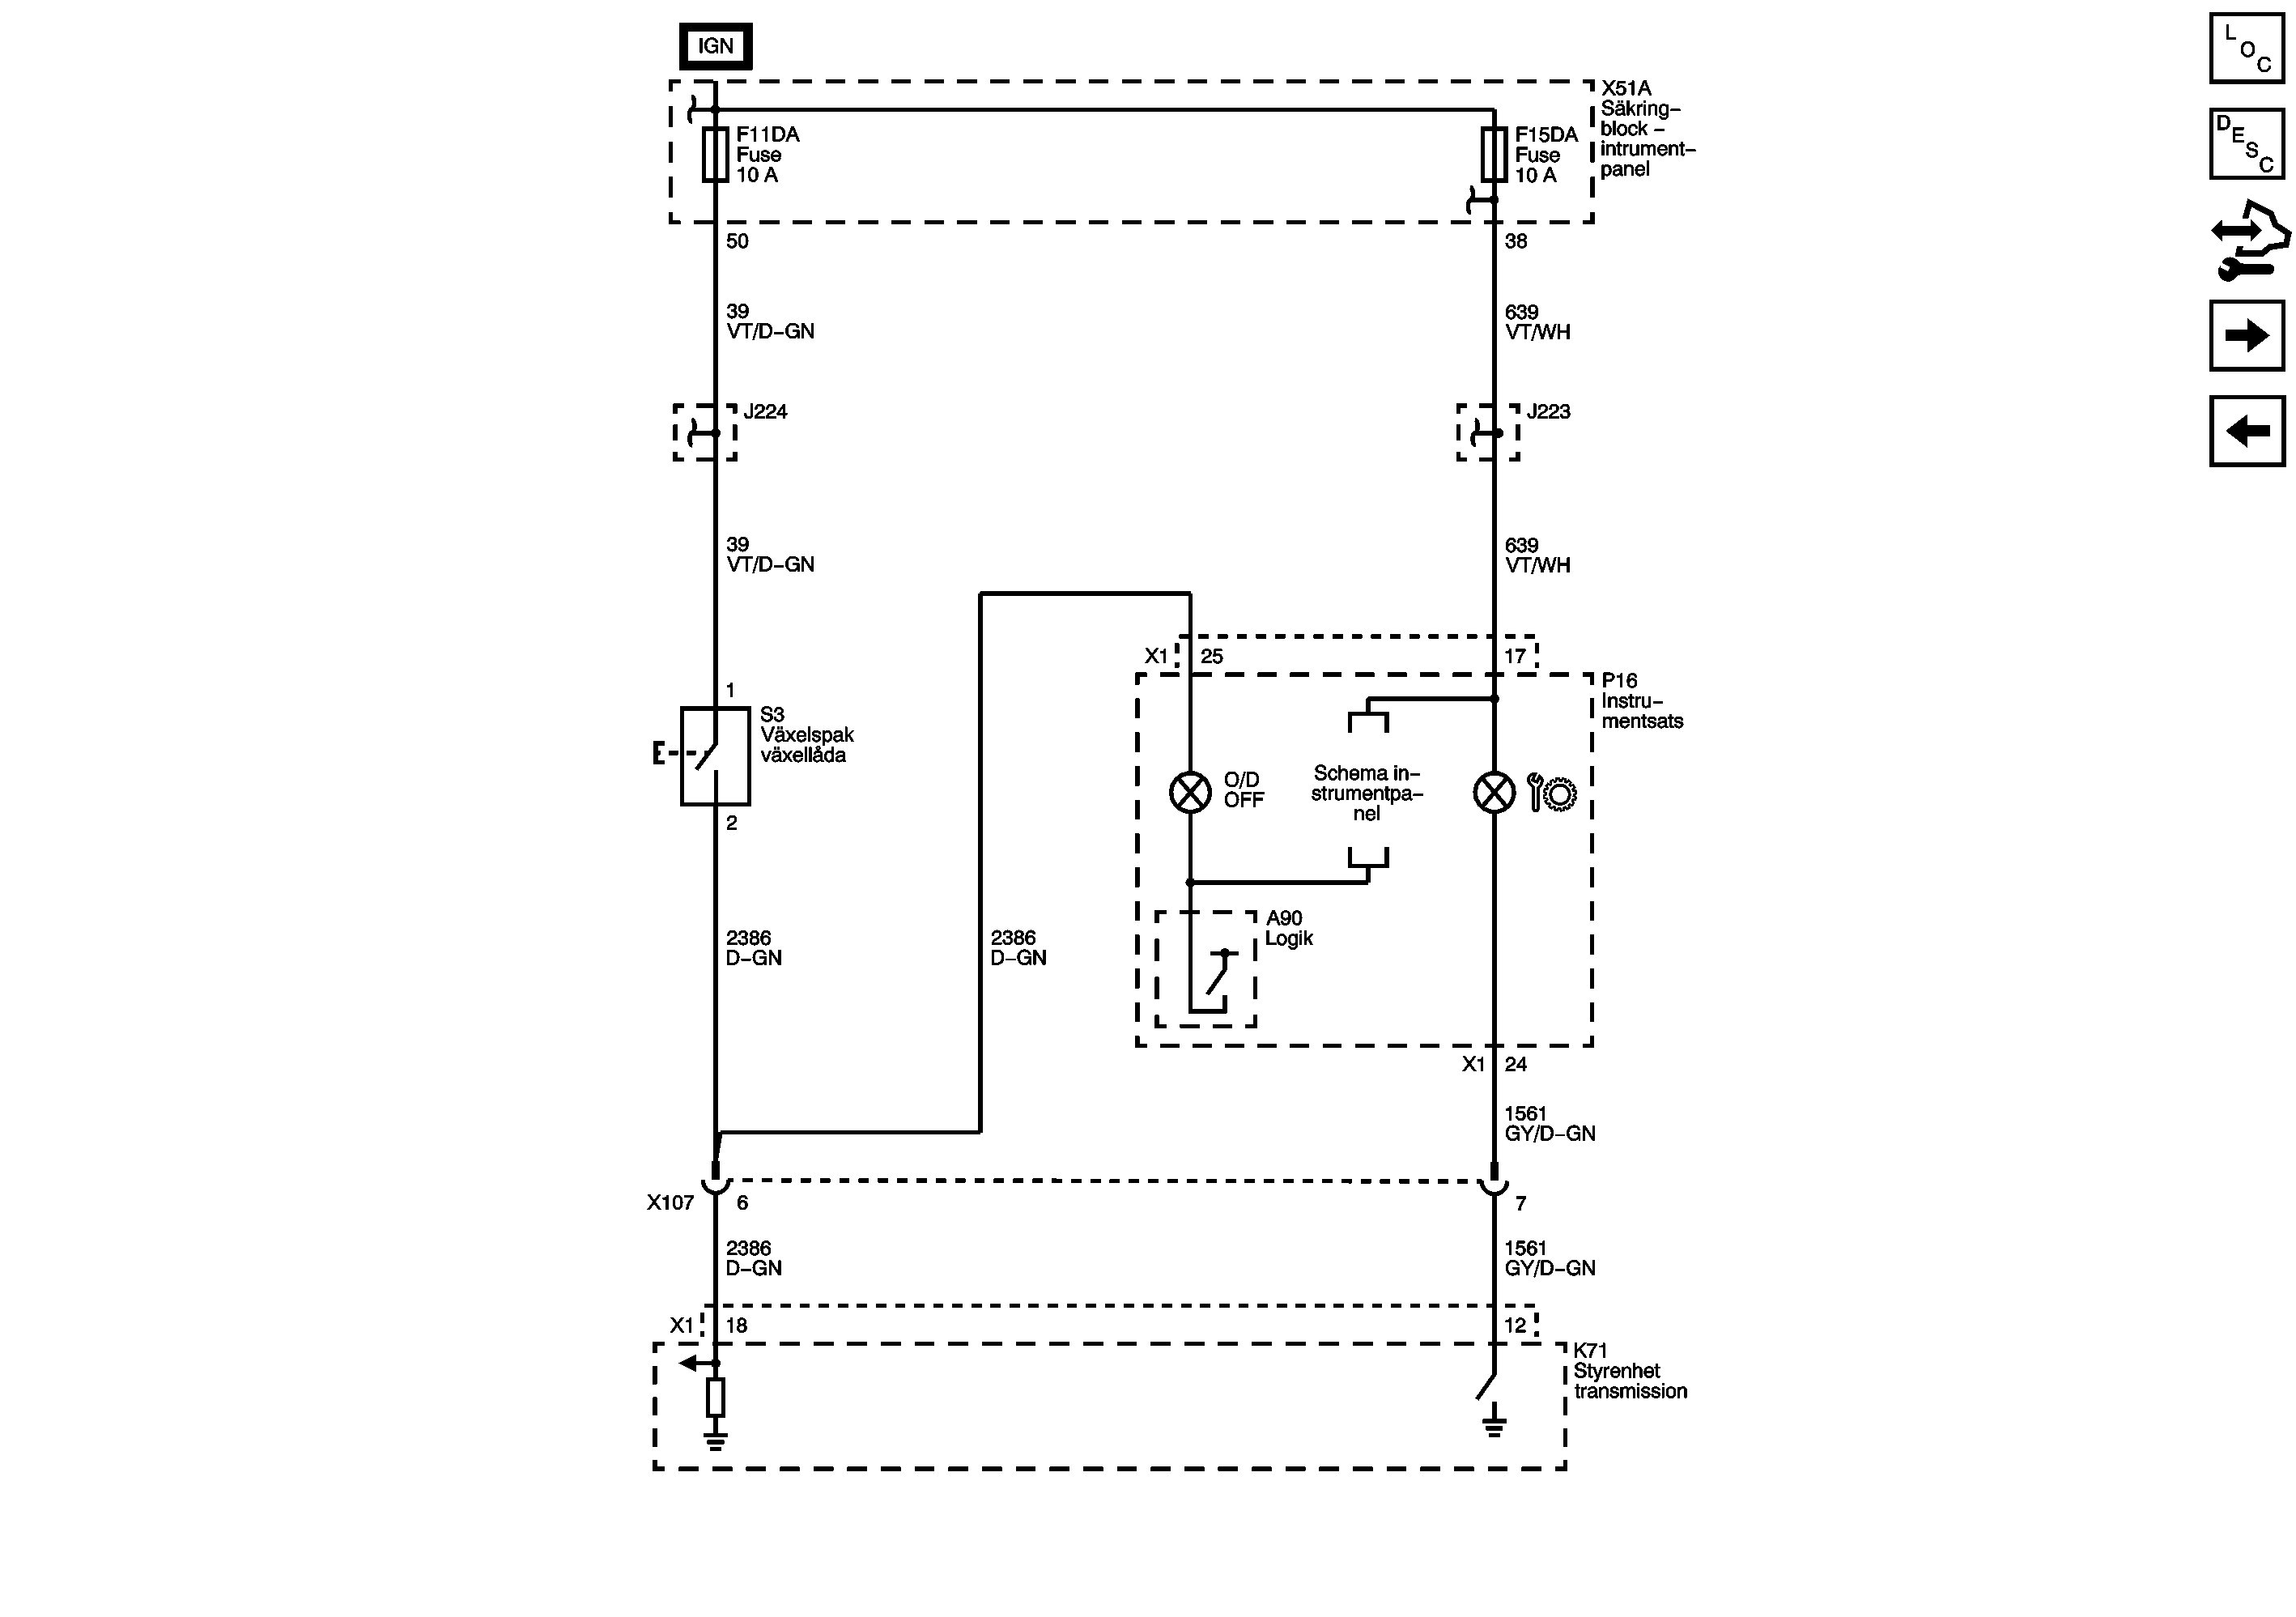 IGN
L
O
C
X51A
Säkring–
block –
intrument–
panel
F11DA
Fuse
10 A
F15DA
Fuse
10 A
D
E
S
C
50
38
39
VT/D–GN
639
VT/WH
J224
J223
39
VT/D–GN
639
VT/WH
X1
25
17
1
S3
Växelspak
växellåda
E
2
P16
Instru–
mentsats
O/D
OFF
Schema in–
strumentpa–
nel
A90
Logik
2386
D–GN
2386
D–GN
X1
24
1561
GY/D–GN
X107
6
7
2386
D–GN
1561
GY/D–GN
X1
18
12
K71
Styrenhet
transmission